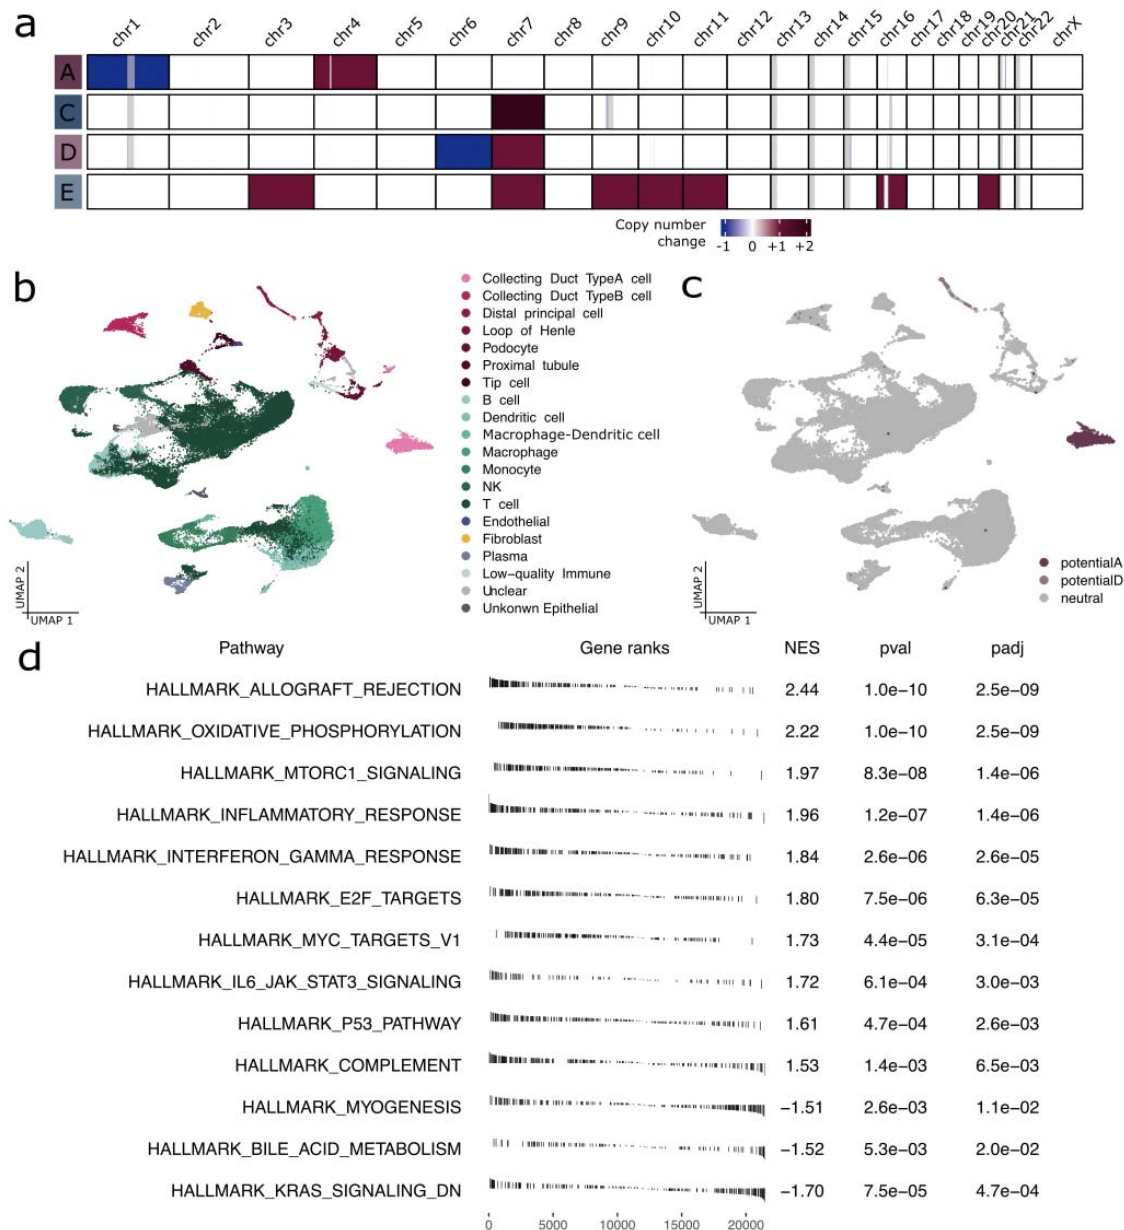 a
chr1 chr2 chr3 chr4 chr5 chr6 chr7 chr8 chr9 chr10 chr11 chr12 chr13 chr14 chr15 chr16 chr17 chr18 chr19 chr20 chr21 chr22 chrX
A
C
D
E
Copy number
change
-1 0 +1 +2
b
Collecting Duct TypeA cell
Collecting Duct TypeB cell
Distal principal cell
Loop of Henle
Podocyte
Proximal tubule
Tip cell
B cell
Dendritic cell
Macrophage-Dendritic cell
Macrophage
Monocyte
NK
T cell
Endothelial
Fibroblast
Plasma
Low-quality Immune
Unclear
Unkonwn Epithelial
UMAP 2
UMAP 1
c
potentialA
potentialD
neutral
UMAP 2
UMAP 1
d
Pathway Gene ranks NES pval padj
HALLMARK_ALLOGRAFT_REJECTION 2.44 1.0e-10 2.5e-09
HALLMARK_OXIDATIVE_PHOSPHORYLATION 2.22 1.0e-10 2.5e-09
HALLMARK_MTORC1_SIGNALING 1.97 8.3e-08 1.4e-06
HALLMARK_INFLAMMATORY_RESPONSE 1.96 1.2e-07 1.4e-06
HALLMARK_INTERFERON_GAMMA_RESPONSE 1.84 2.6e-06 2.6e-05
HALLMARK_E2F_TARGETS 1.80 7.5e-06 6.3e-05
HALLMARK_MYC_TARGETS_V1 1.73 4.4e-05 3.1e-04
HALLMARK_IL6_JAK_STAT3_SIGNALING 1.72 6.1e-04 3.0e-03
HALLMARK_P53_PATHWAY 1.61 4.7e-04 2.6e-03
HALLMARK_COMPLEMENT 1.53 1.4e-03 6.5e-03
HALLMARK_MYOGENESIS -1.51 2.6e-03 1.1e-02
HALLMARK_BILE_ACID_METABOLISM -1.52 5.3e-03 2.0e-02
HALLMARK_KRAS_SIGNALING_DN -1.70 7.5e-05 4.7e-04
0 5000 10000 15000 20000